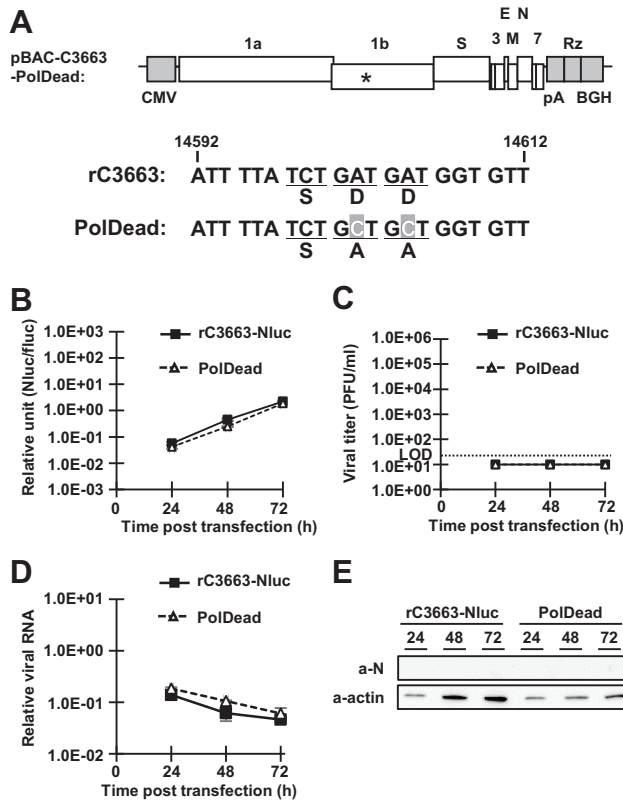 A
pBAC-C3663
-PolDead:
1a
1b
S
E N
3 M 7
Rz
*
CMV
pA
BGH
14592
14612
rC3663: ATT TTA TCT GAT GAT GGT GTT
S D D
PolDead: ATT TTA TCT GCT GCT GGT GTT
S A A
B
Relative unit (Nluc/fluc)
1.0E+03
1.0E+02
1.0E+01
1.0E+00
1.0E-01
1.0E-02
1.0E-03
rC3663-Nluc
PolDead
0 24 48 72
Time post transfection (h)
C
Viral titer (PFU/ml)
1.0E+06
1.0E+05
1.0E+04
1.0E+03
1.0E+02
LOD
1.0E+01
1.0E+00
rC3663-Nluc
PolDead
0 24 48 72
Time post transfection (h)
D
Relative viral RNA
1.0E+01
1.0E+00
1.0E-01
1.0E-02
rC3663-Nluc
PolDead
0 24 48 72
Time post transfection (h)
E
rC3663-Nluc PolDead
24 48 72 24 48 72
a-N
a-actin